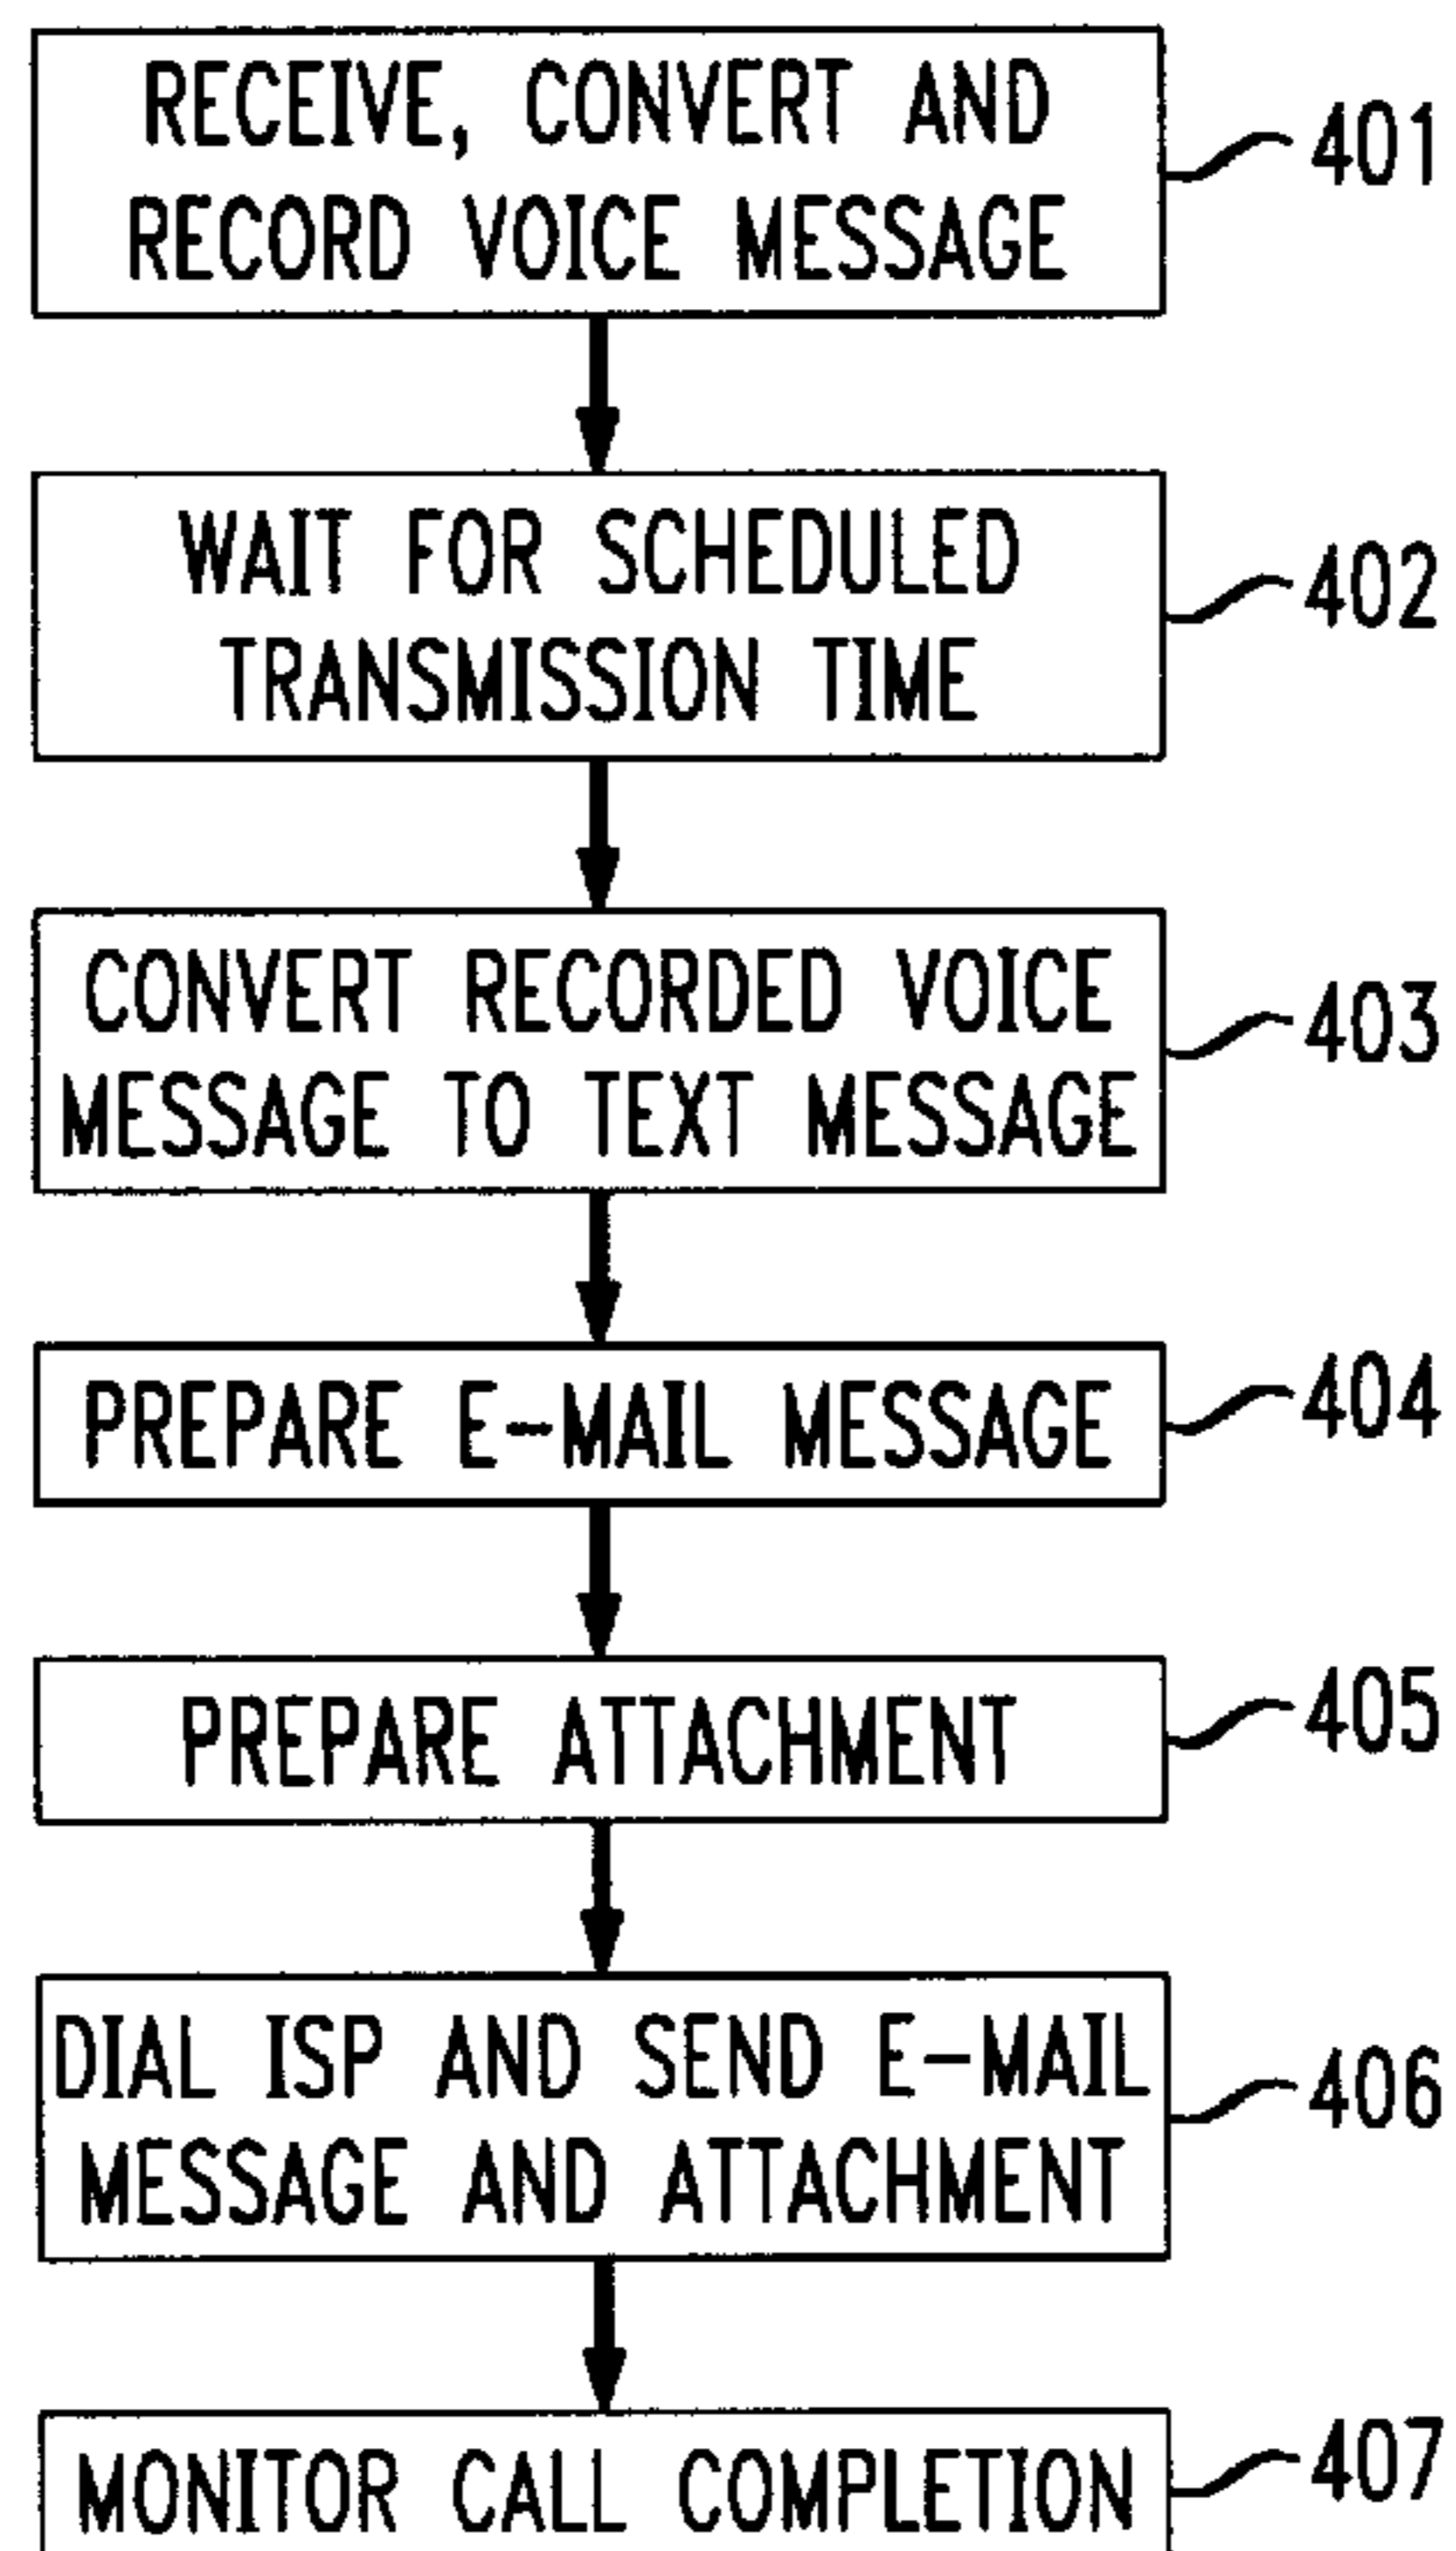 RECEIVE, CONVERT AND
RECORD VOICE MESSAGE
401
WAIT FOR SCHEDULED
TRANSMISSION TIME
402
CONVERT RECORDED VOICE
MESSAGE TO TEXT MESSAGE
403
PREPARE E-MAIL MESSAGE
404
PREPARE ATTACHMENT
405
DIAL ISP AND SEND E-MAIL
MESSAGE AND ATTACHMENT
406
MONITOR CALL COMPLETION
407